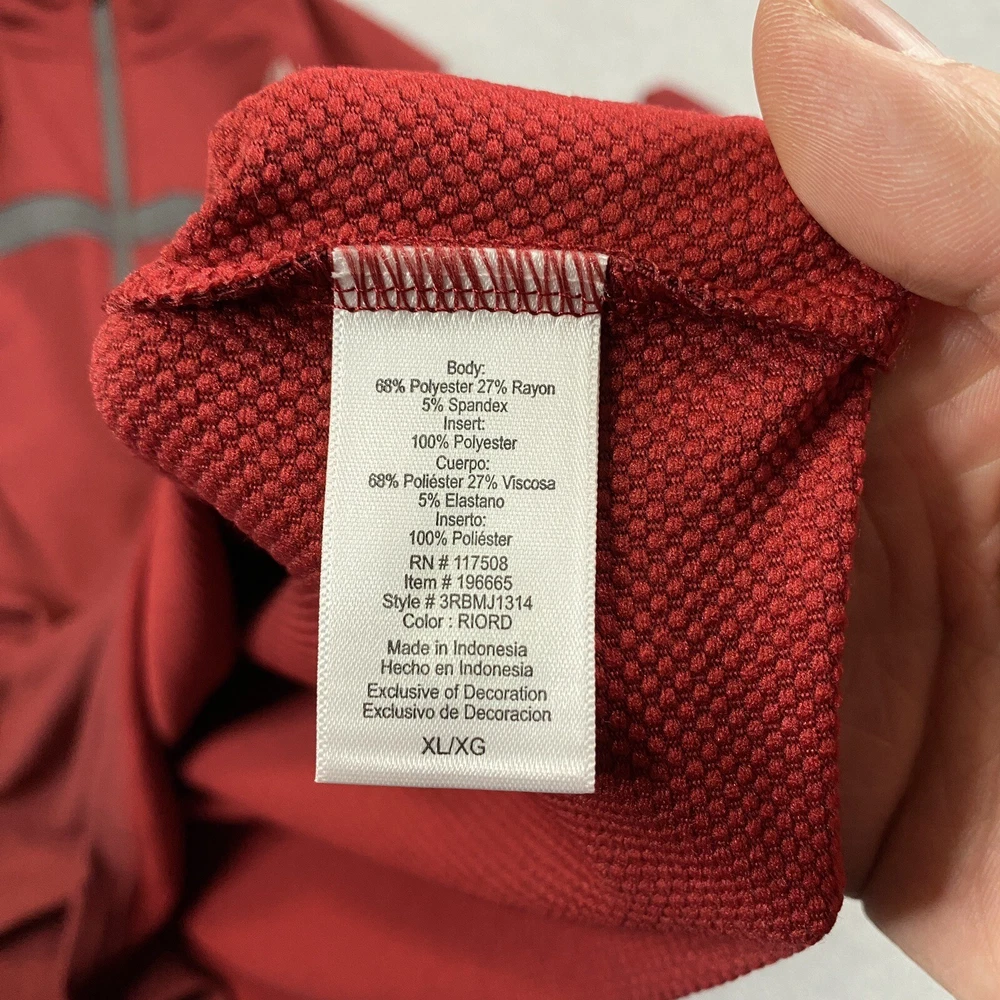 Body:
68% Polyester 27% Rayon
5% Spandex
Insert:
100% Polyester
Cuerpo:
68% Poliéster 27% Viscosa
5% Elastano
Inserto:
100% Poliéster
RN # 117508
Item # 196665
Style # 3RBMJ1314
Color : RIORD
Made in Indonesia
Hecho en Indonesia
Exclusive of Decoration
Exclusivo de Decoracion
XL/XG